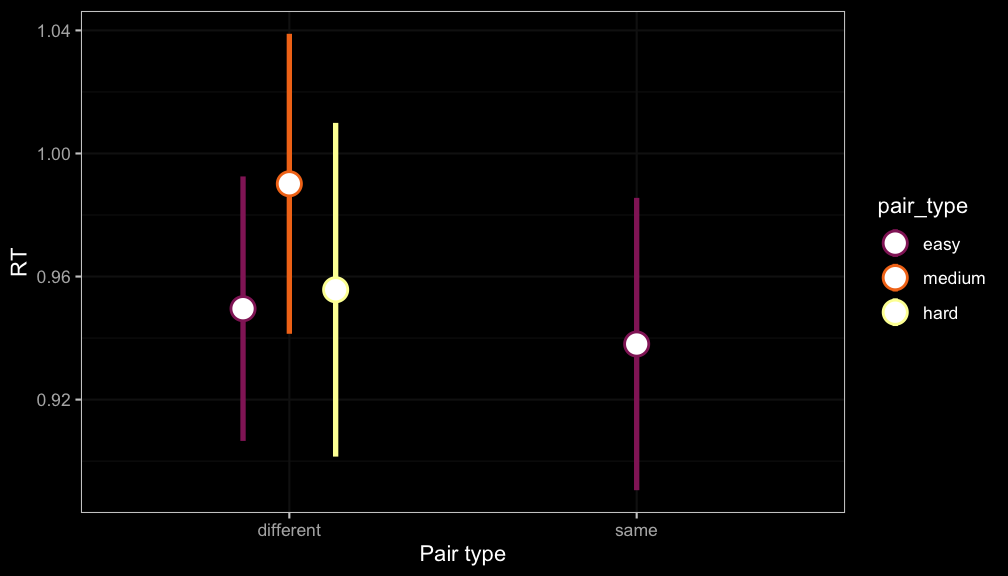 1.04
1.00
0.96
0.92
RT
different
same
Pair type
pair_type
easy
medium
hard